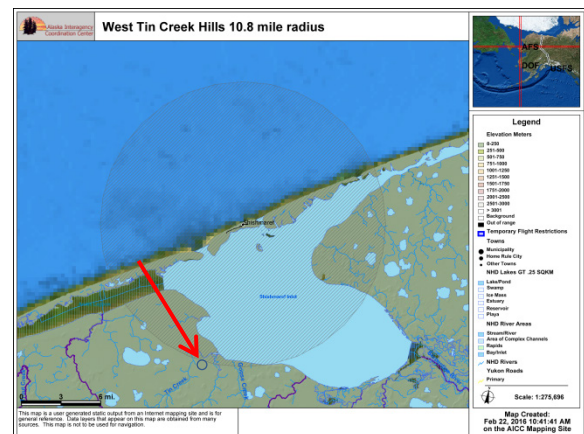 Alaska Interagency
Coordination Center
West Tin Creek Hills 10.8 mile radius
AFS
DOF
USFS
Shishmaref
Shishmaref Inlet
Tin Creek
0
3
6 mi.
Legend
Elevation Meters
0-250
251-500
501-750
751-1000
1001-1250
1251-1500
1501-1750
1751-2000
2001-2500
2501-3000
> 3001
Background
Out of range
Temporary Flight Restrictions
Towns
Municipality
Home Rule City
Other Towns
NHD Lakes GT .25 SQKM
Lake/Pond
Swamp
Ice Mass
Estuary
Reservoir
Playa
NHD River Areas
Stream/River
Area of Complex Channels
Rapids
Bay/Inlet
NHD Rivers
Yukon Roads
Primary
Scale: 1:275,696
This map is a user generated static output from an Internet mapping site and is for
general reference. Data layers that appear on this map are obtained from many
sources. This map is not to be used for navigation.
Map Created:
Feb 22, 2016 10:41:41 AM
on the AICC Mapping Site